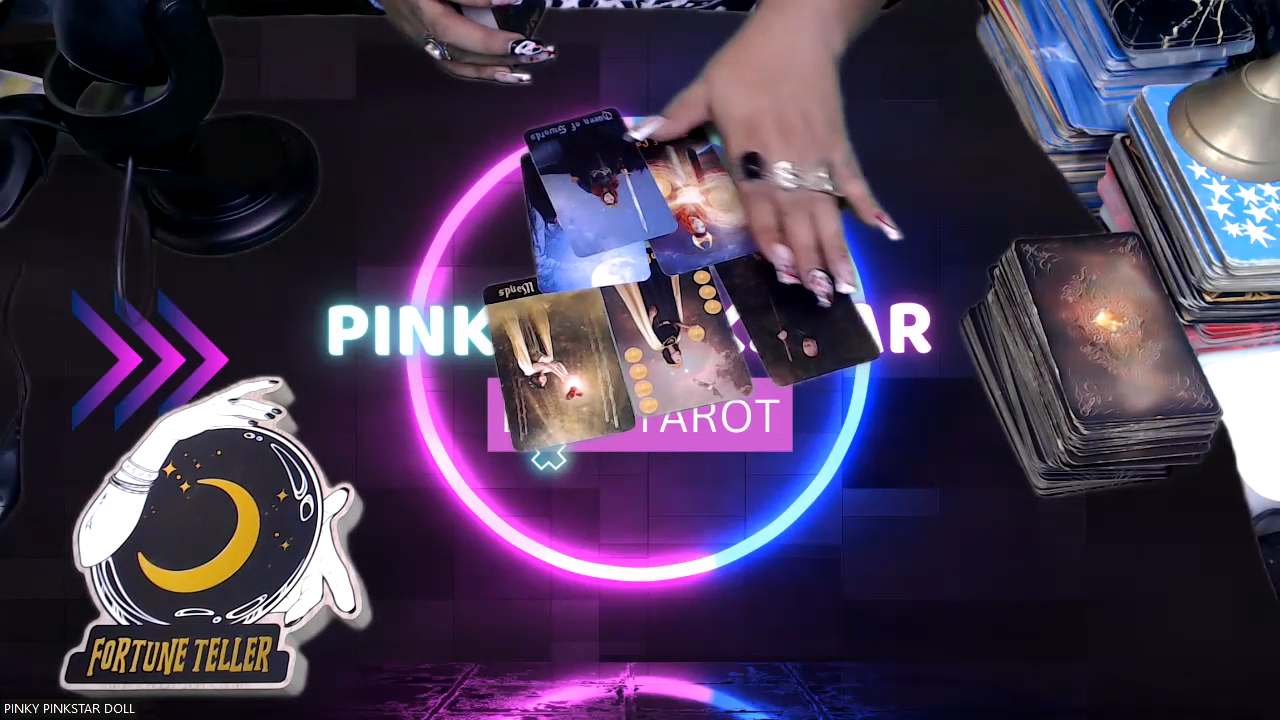 Queen of Swords
Wands
PINK AR
TAROT
FORTUNE TELLER
PINKY PINKSTAR DOLL